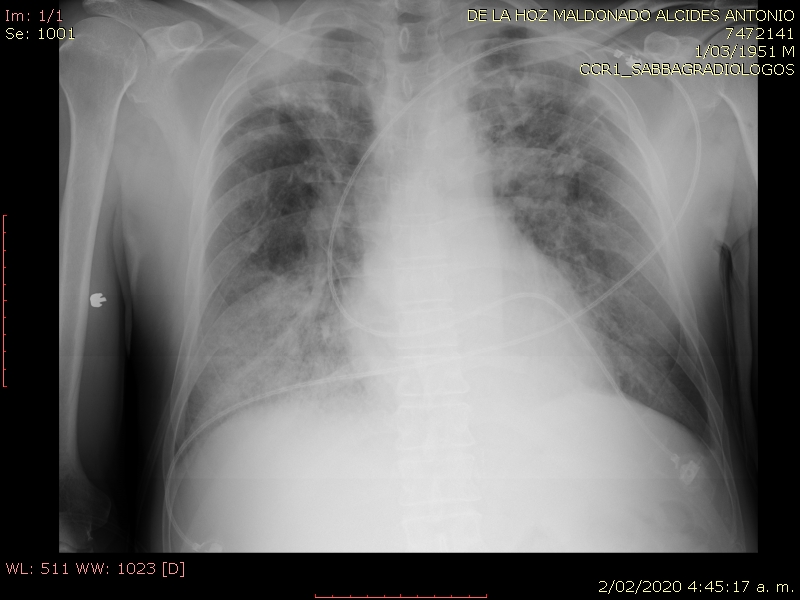 Im: 1/1
Se: 1001
DE LA HOZ MALDONADO ALCIDES ANTONIO
7472141
1/03/1951 M
CCR1_SABBAGRADIOLOGOS
WL: 511 WW: 1023 [D]
2/02/2020 4:45:17 a. m.